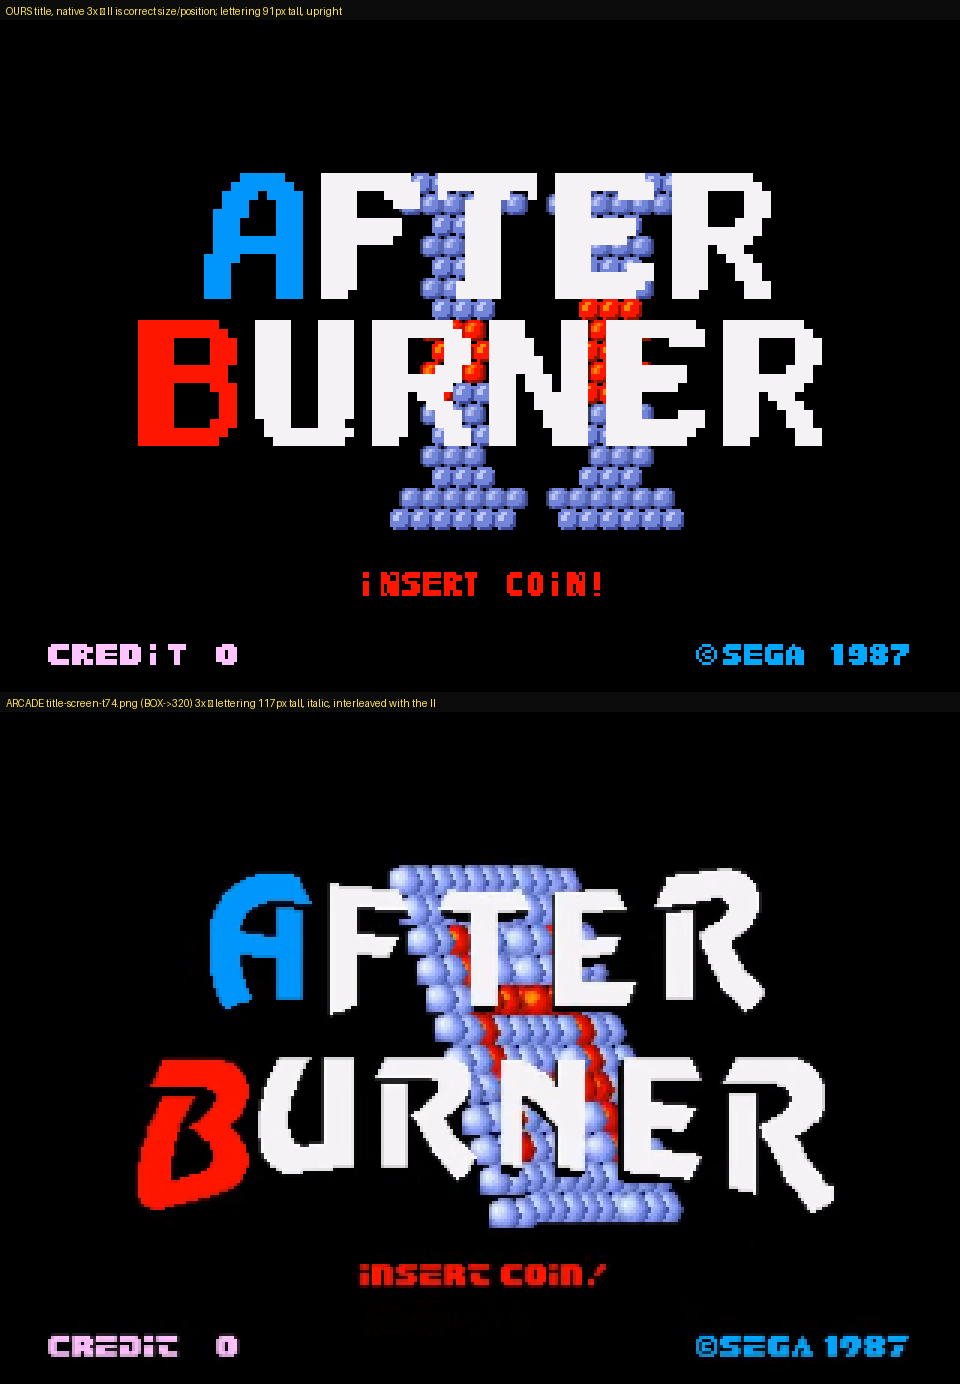 OURS title, native 3x ▯ II is correct size/position; lettering 91px tall, upright
AFTER
BURNER
II
iNSERT COiN!
CREDiT 0
©SEGA 1987
ARCADE title-screen-t74.png (BOX->320) 3x ▯ lettering 117px tall, italic, interleaved with the II
AFTER
BURNER
II
iNSERT COiN!
CREDiT 0
©SEGA 1987